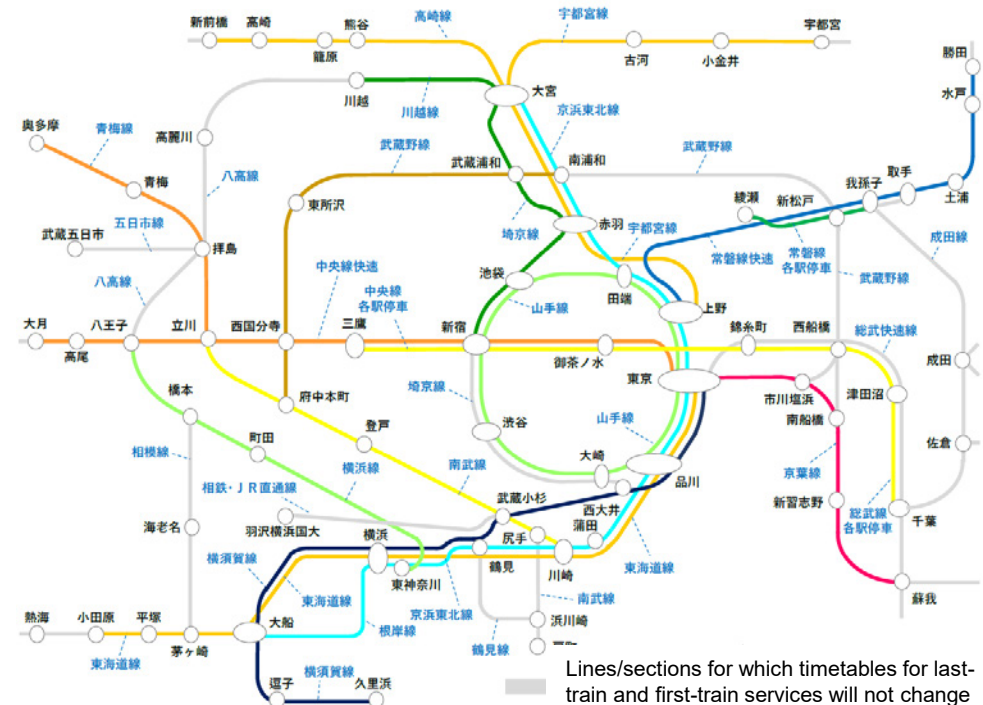 新前橋
高崎
熊谷
籠原
高崎線
宇都宮線
宇都宮
古河
小金井
勝田
水戸
川越
川越線
大宮
京浜東北線
奥多摩
青梅線
高麗川
武蔵野線
武蔵浦和
南浦和
武蔵野線
取手
我孫子
土浦
八高線
青梅
東所沢
綾瀬
新松戸
五日市線
武蔵五日市
拝島
埼京線
赤羽
宇都宮線
常磐線快速
常磐線
各駅停車
成田線
武蔵野線
八高線
中央線快速
池袋
山手線
田端
上野
中央線
各駅停車
大月
八王子
立川
西国分寺
三鷹
新宿
錦糸町
西船橋
総武快速線
高尾
御茶ノ水
成田
橋本
埼京線
東京
市川塩浜
津田沼
府中本町
南船橋
登戸
渋谷
山手線
相模線
町田
横浜線
南武線
大崎
京葉線
佐倉
品川
相鉄・JR直通線
武蔵小杉
西大井
新習志野
総武線
各駅停車
千葉
海老名
羽沢横浜国大
尻手
蒲田
横須賀線
横浜
鶴見
川崎
東海道線
東神奈川
東海道線
京浜東北線
南武線
蘇我
熱海
小田原
平塚
大船
根岸線
浜川崎
東海道線
茅ヶ崎
鶴見線
横須賀線
逗子
久里浜
Lines/sections for which timetables for last-
train and first-train services will not change